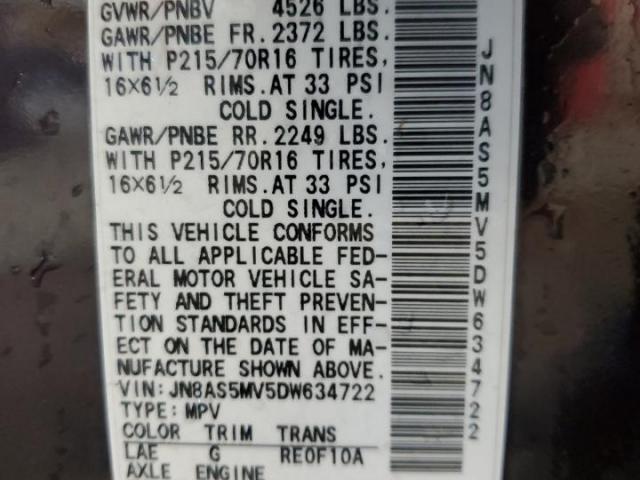 GVWR/PNBV 4526 LBS.
GAWR/PNBE FR. 2372 LBS.
WITH P215/70R16 TIRES,
16×6½ RIMS. AT 33 PSI
COLD SINGLE.
GAWR/PNBE RR. 2249 LBS.
WITH P215/70R16 TIRES,
16×6½ RIMS. AT 33 PSI
COLD SINGLE.
THIS VEHICLE CONFORMS
TO ALL APPLICABLE FED-
ERAL MOTOR VEHICLE SA-
FETY AND THEFT PREVEN-
TION STANDARDS IN EFF-
ECT ON THE DATE OF MA-
NUFACTURE SHOWN ABOVE.
VIN: JN8AS5MV5DW634722
TYPE: MPV
COLOR TRIM TRANS
LAE G RE0F10A
AXLE ENGINE
JN8AS5MV5DW634722